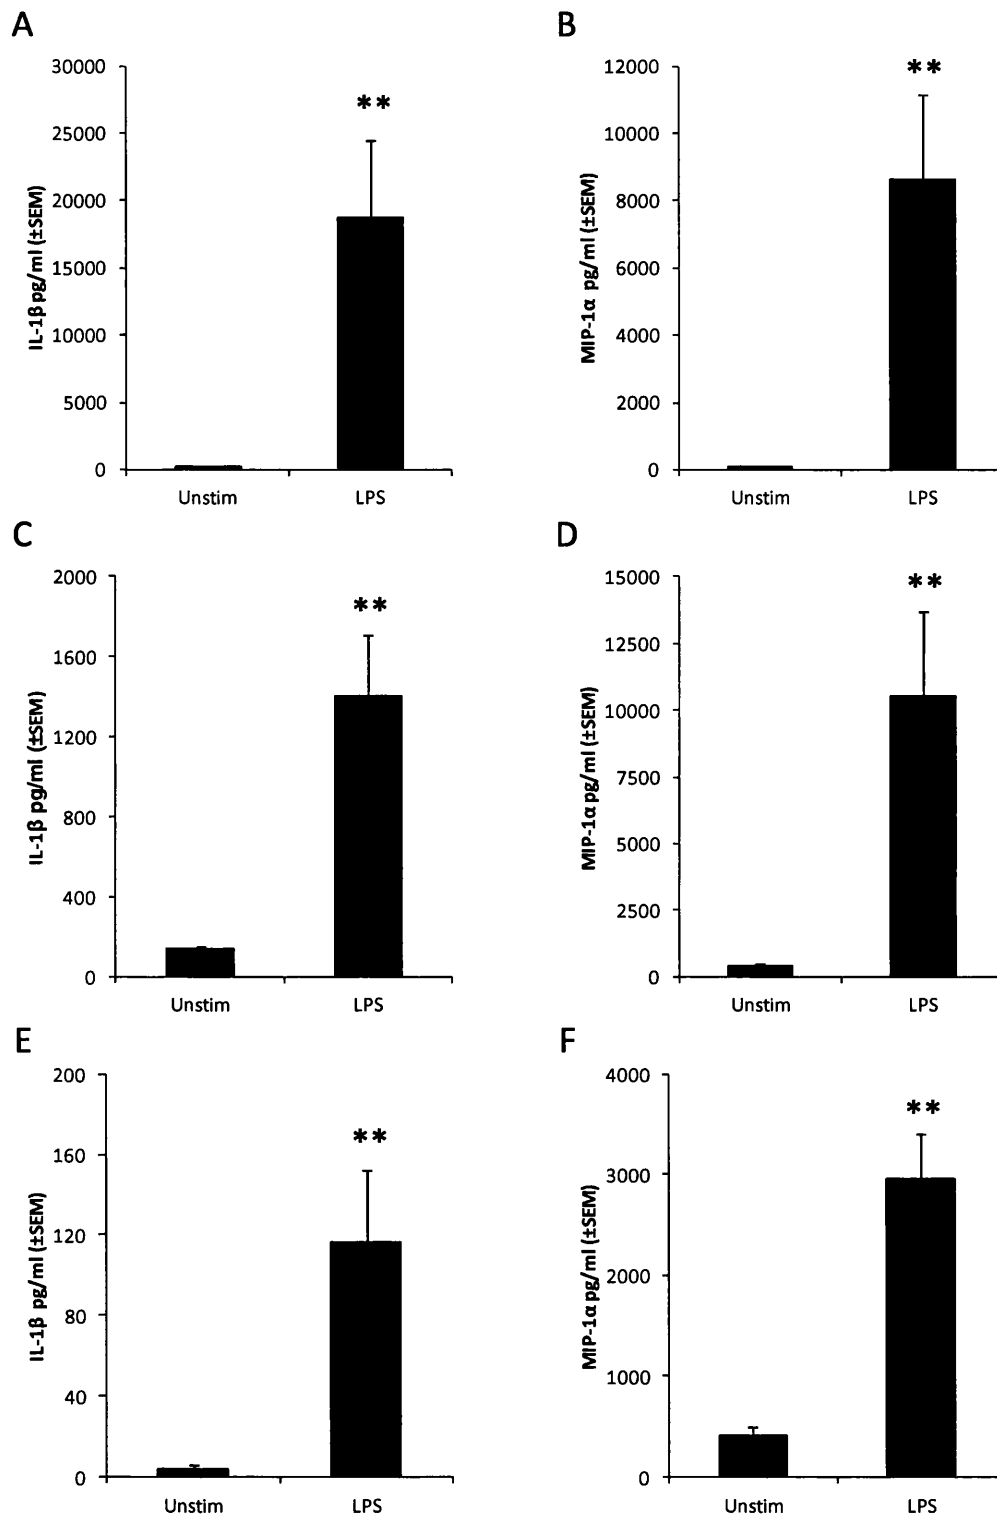 A
IL-1β pg/ml (±SEM)
30000
25000
20000
15000
10000
5000
0
**
Unstim LPS
B
MIP-1α pg/ml (±SEM)
12000
10000
8000
6000
4000
2000
0
**
Unstim LPS
C
IL-1β pg/ml (±SEM)
2000
1600
1200
800
400
0
**
Unstim LPS
D
MIP-1α pg/ml (±SEM)
15000
12500
10000
7500
5000
2500
0
**
Unstim LPS
E
IL-1β pg/ml (±SEM)
200
160
120
80
40
0
**
Unstim LPS
F
MIP-1α pg/ml (±SEM)
4000
3000
2000
1000
0
**
Unstim LPS